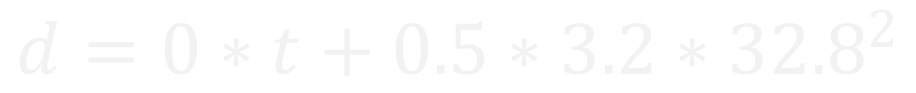 d = 0 * t + 0.5 * 3.2 * 32.8²